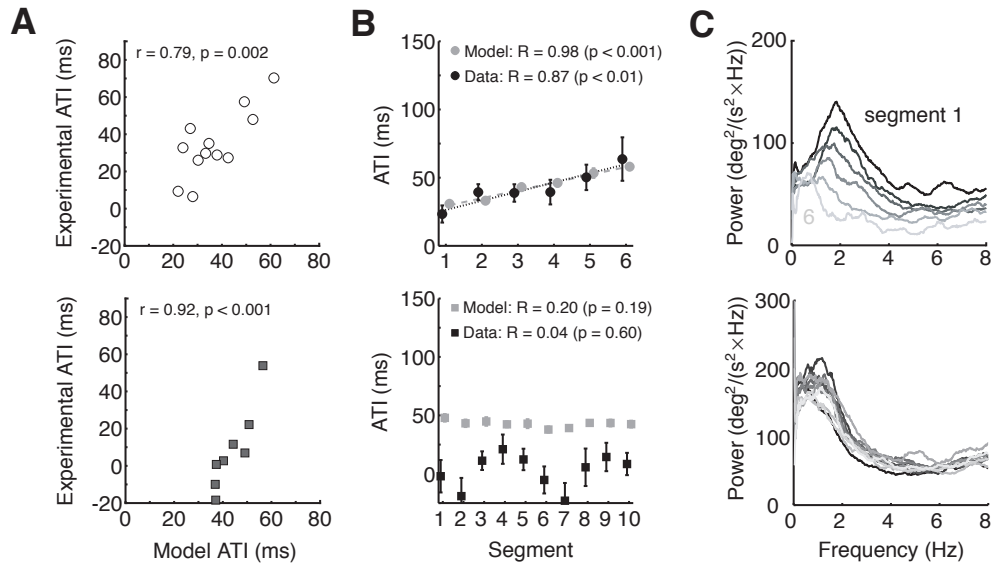 A
r = 0.79, p = 0.002
Experimental ATI (ms)
80
60
40
20
0
-20
0 20 40 60 80
r = 0.92, p < 0.001
Experimental ATI (ms)
80
60
40
20
0
-20
0 20 40 60 80
Model ATI (ms)
B
Model: R = 0.98 (p < 0.001)
Data: R = 0.87 (p < 0.01)
ATI (ms)
150
100
50
0
1 2 3 4 5 6
Model: R = 0.20 (p = 0.19)
Data: R = 0.04 (p = 0.60)
ATI (ms)
150
100
50
0
1 2 3 4 5 6 7 8 9 10
Segment
C
segment 1
6
Power (deg²/(s²×Hz))
200
100
0
0 2 4 6 8
Power (deg²/(s²×Hz))
300
200
100
0
0 2 4 6 8
Frequency (Hz)